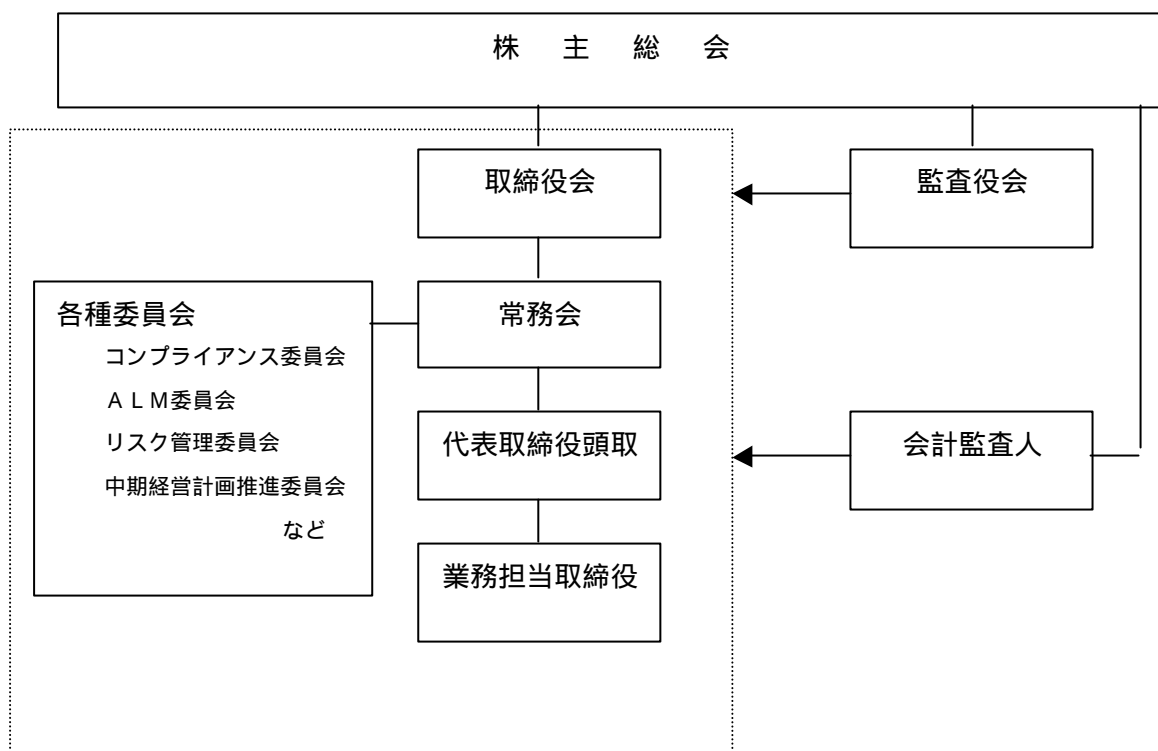 株 主 総 会
取締役会
監査役会
各種委員会
コンプライアンス委員会
ＡＬＭ委員会
リスク管理委員会
中期経営計画推進委員会
など
常務会
代表取締役頭取
会計監査人
業務担当取締役